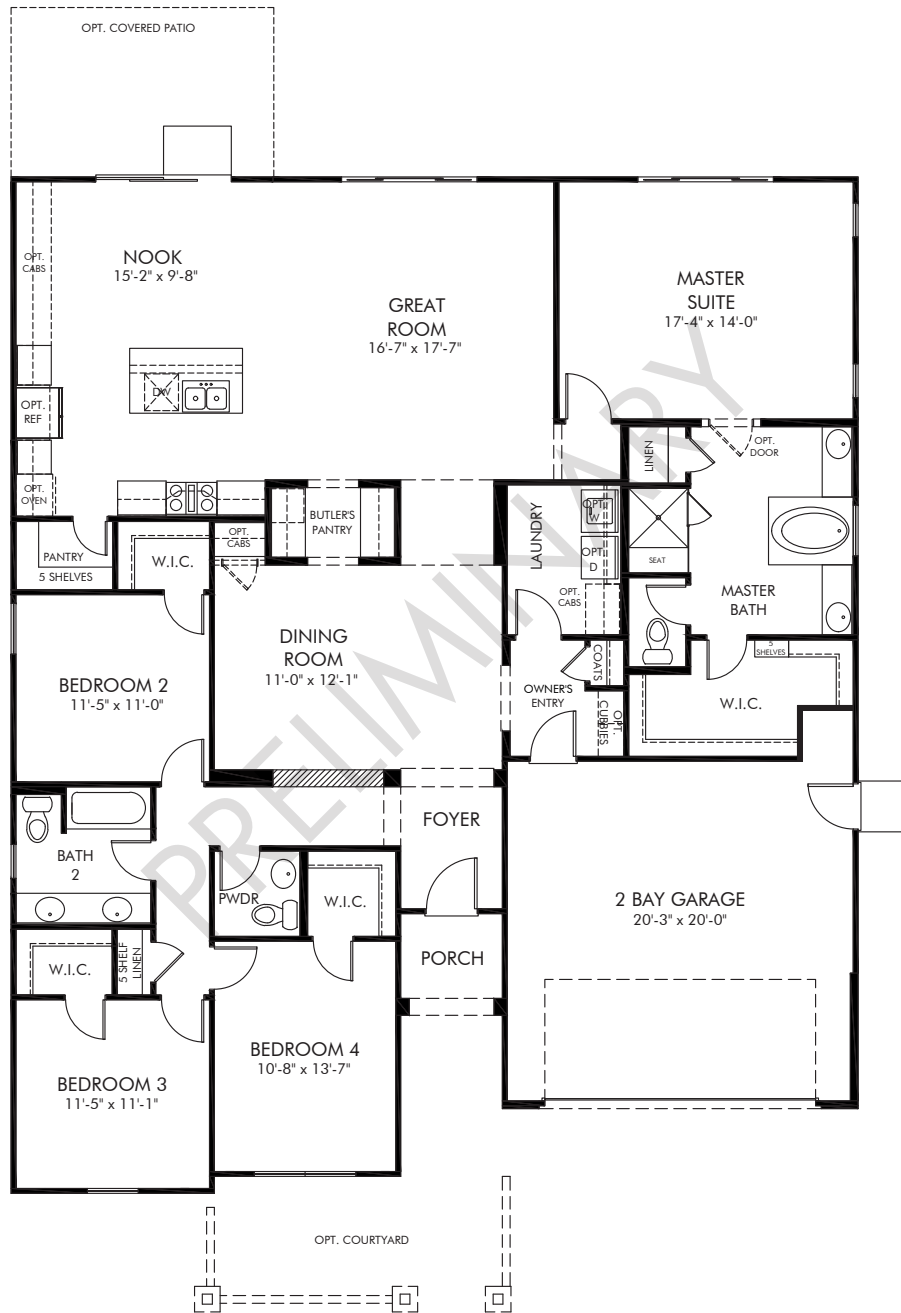 OPT. COVERED PATIO
NOOK
15'-2" x 9'-8"
OPT.
CABS
GREAT
ROOM
16'-7" x 17'-7"
MASTER
SUITE
17'-4" x 14'-0"
DW
OPT.
REF
OPT.
OVEN
LINEN
OPT.
DOOR
BUTLER'S
PANTRY
LAUNDRY
OPT.
W
OPT.
D
OPT.
CABS
SEAT
PANTRY
5 SHELVES
W.I.C.
OPT.
CABS
MASTER
BATH
DINING
ROOM
11'-0" x 12'-1"
BEDROOM 2
11'-5" x 11'-0"
COATS
5
SHELVES
OWNER'S
ENTRY
OPT.
CUBBIES
W.I.C.
PRELIMINARY
FOYER
BATH
2
PWDR
W.I.C.
2 BAY GARAGE
20'-3" x 20'-0"
PORCH
W.I.C.
5 SHELF
LINEN
BEDROOM 4
10'-8" x 13'-7"
BEDROOM 3
11'-5" x 11'-1"
OPT. COURTYARD